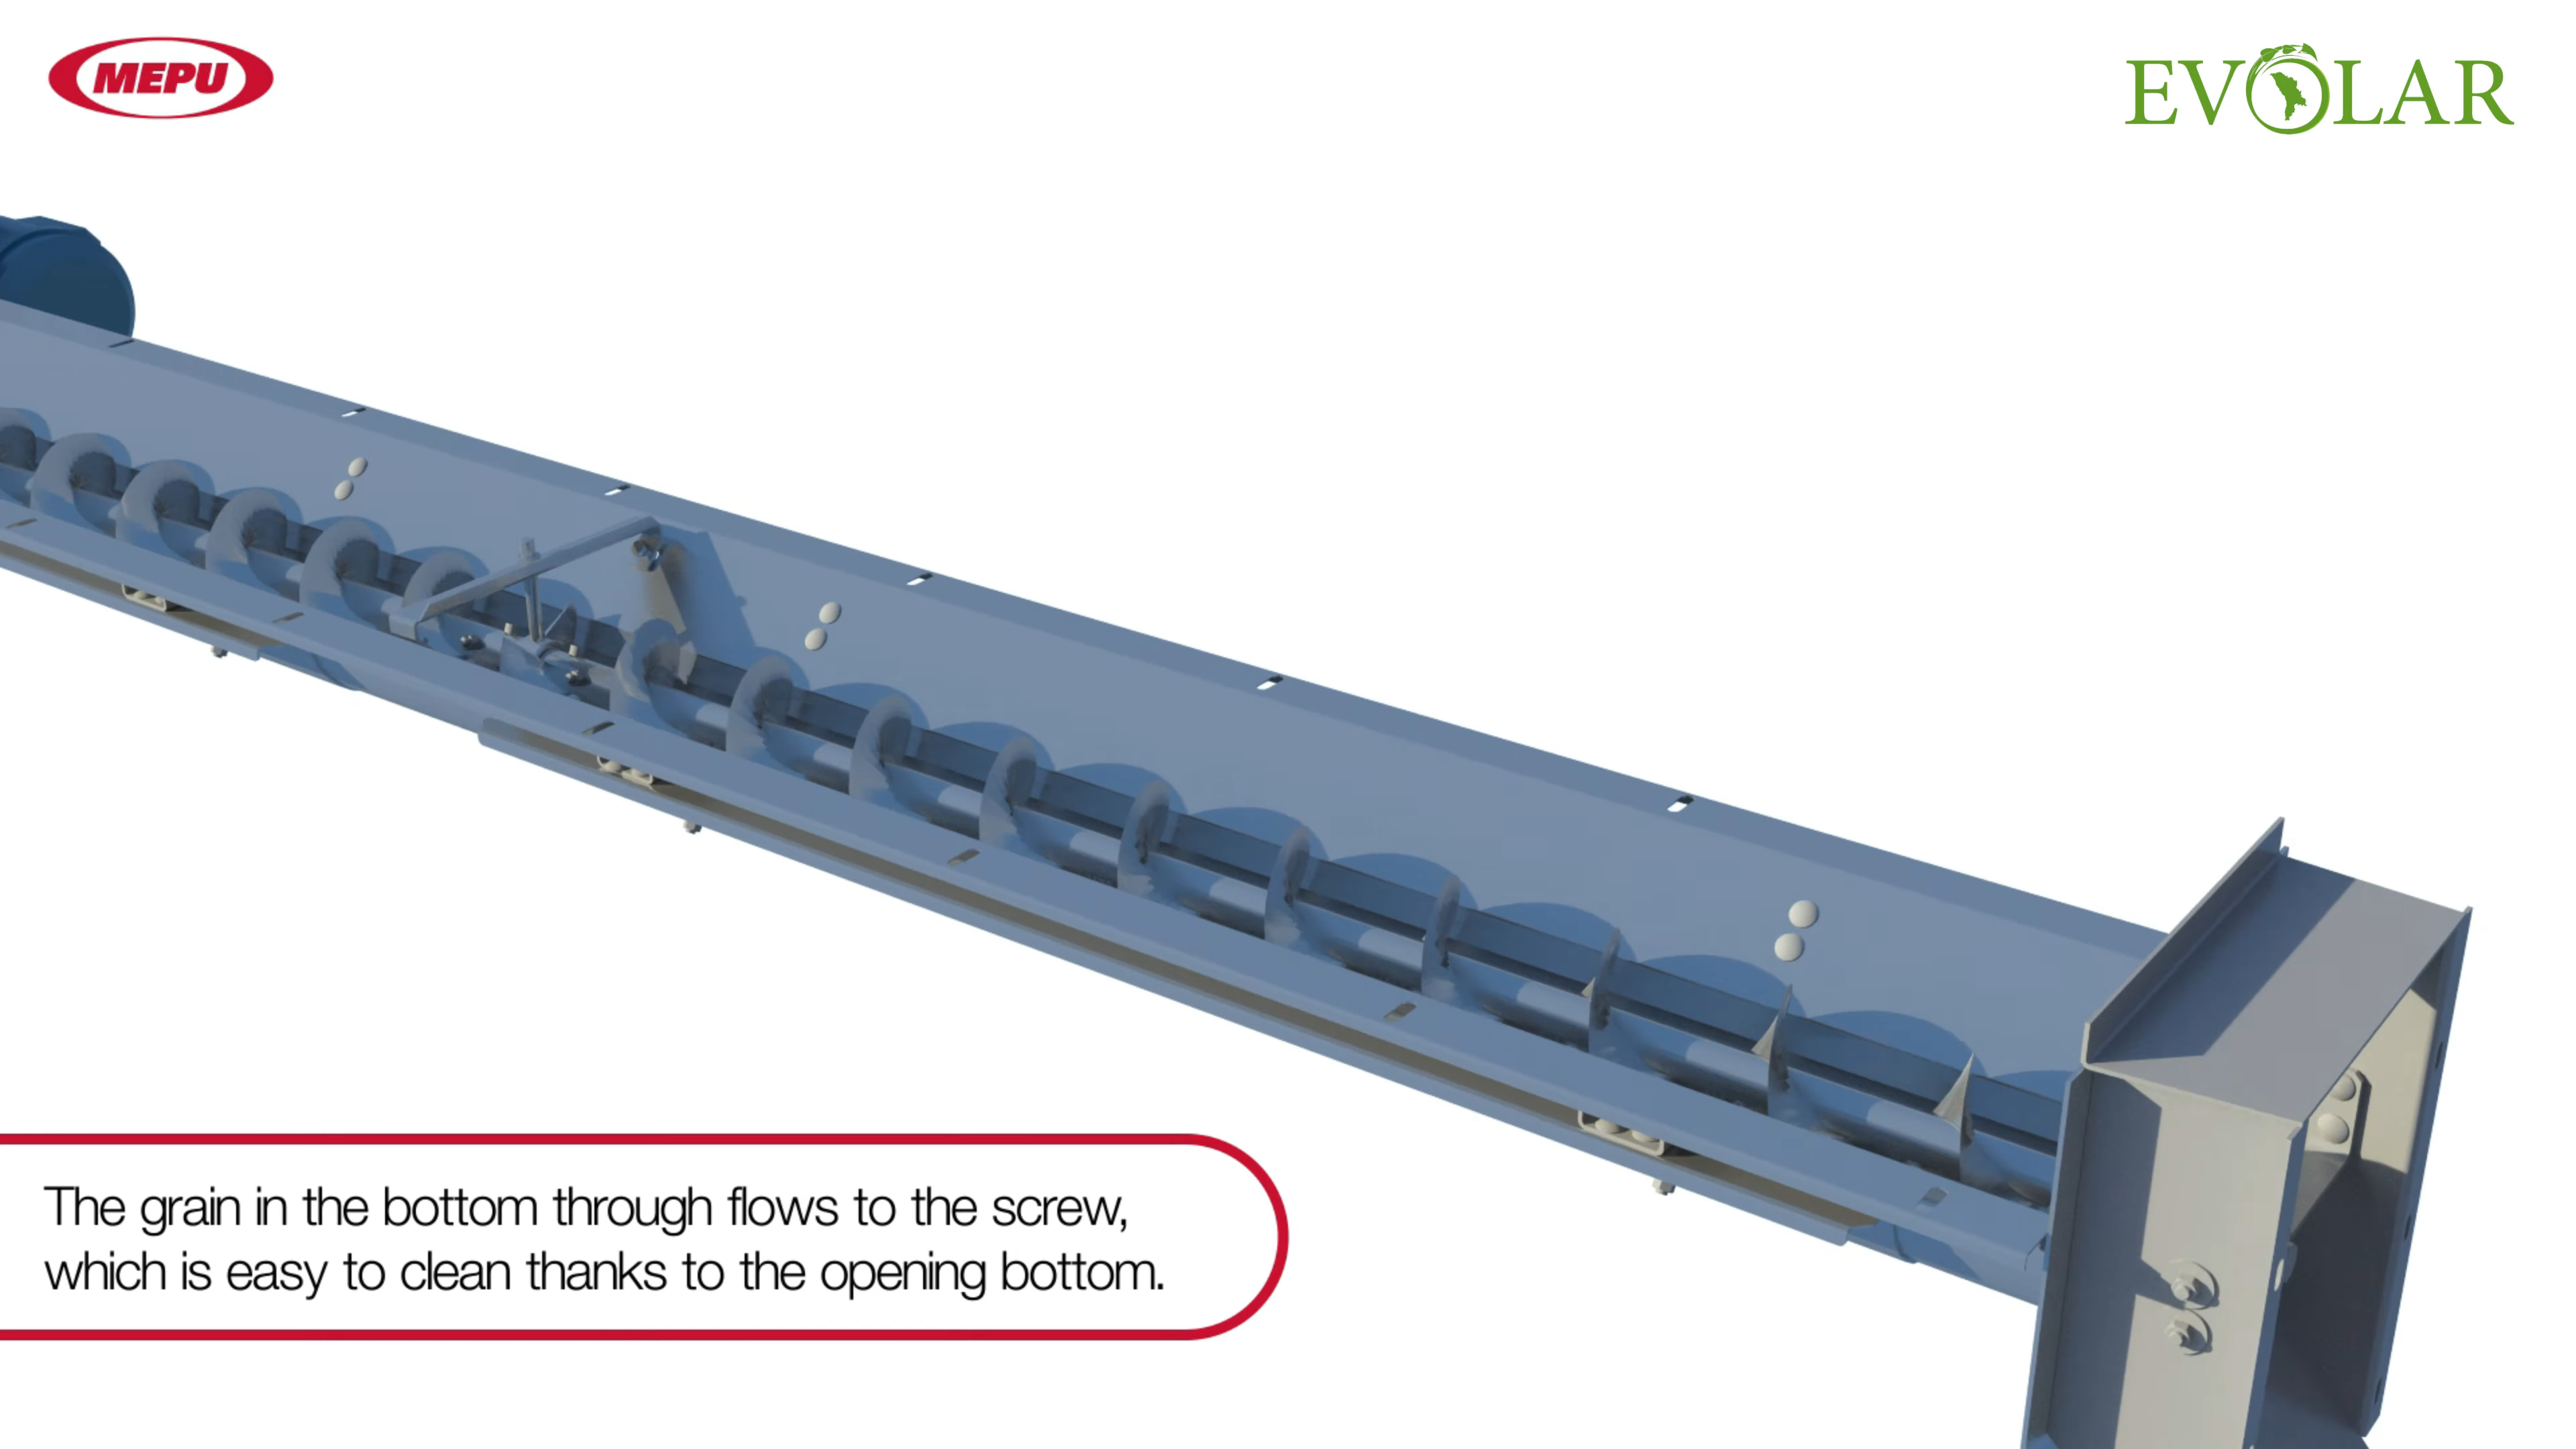 MEPU
EVOLAR
The grain in the bottom through flows to the screw,
which is easy to clean thanks to the opening bottom.